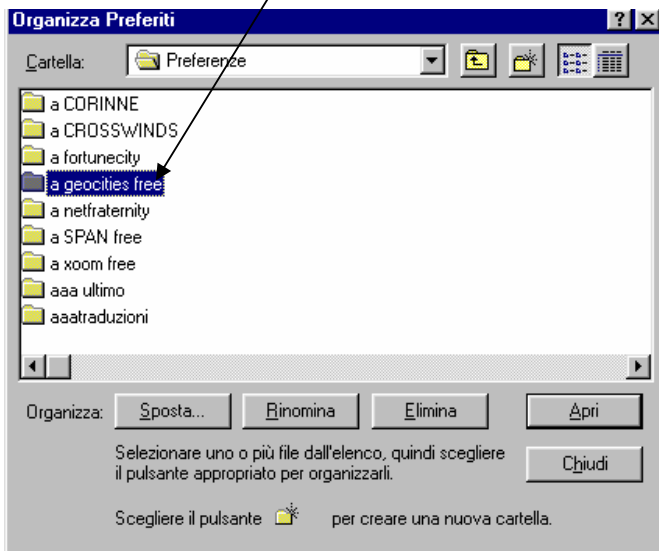 Organizza Preferiti
Cartella: Preferenze
a CORINNE
a CROSSWINDS
a fortunecity
a geocities free
a netfraternity
a SPAN free
a xoom free
aaa ultimo
aaatraduzioni
Organizza: Sposta... Rinomina Elimina Apri
Selezionare uno o più file dall'elenco, quindi scegliere
il pulsante appropriato per organizzarli.
Chiudi
Scegliere il pulsante per creare una nuova cartella.